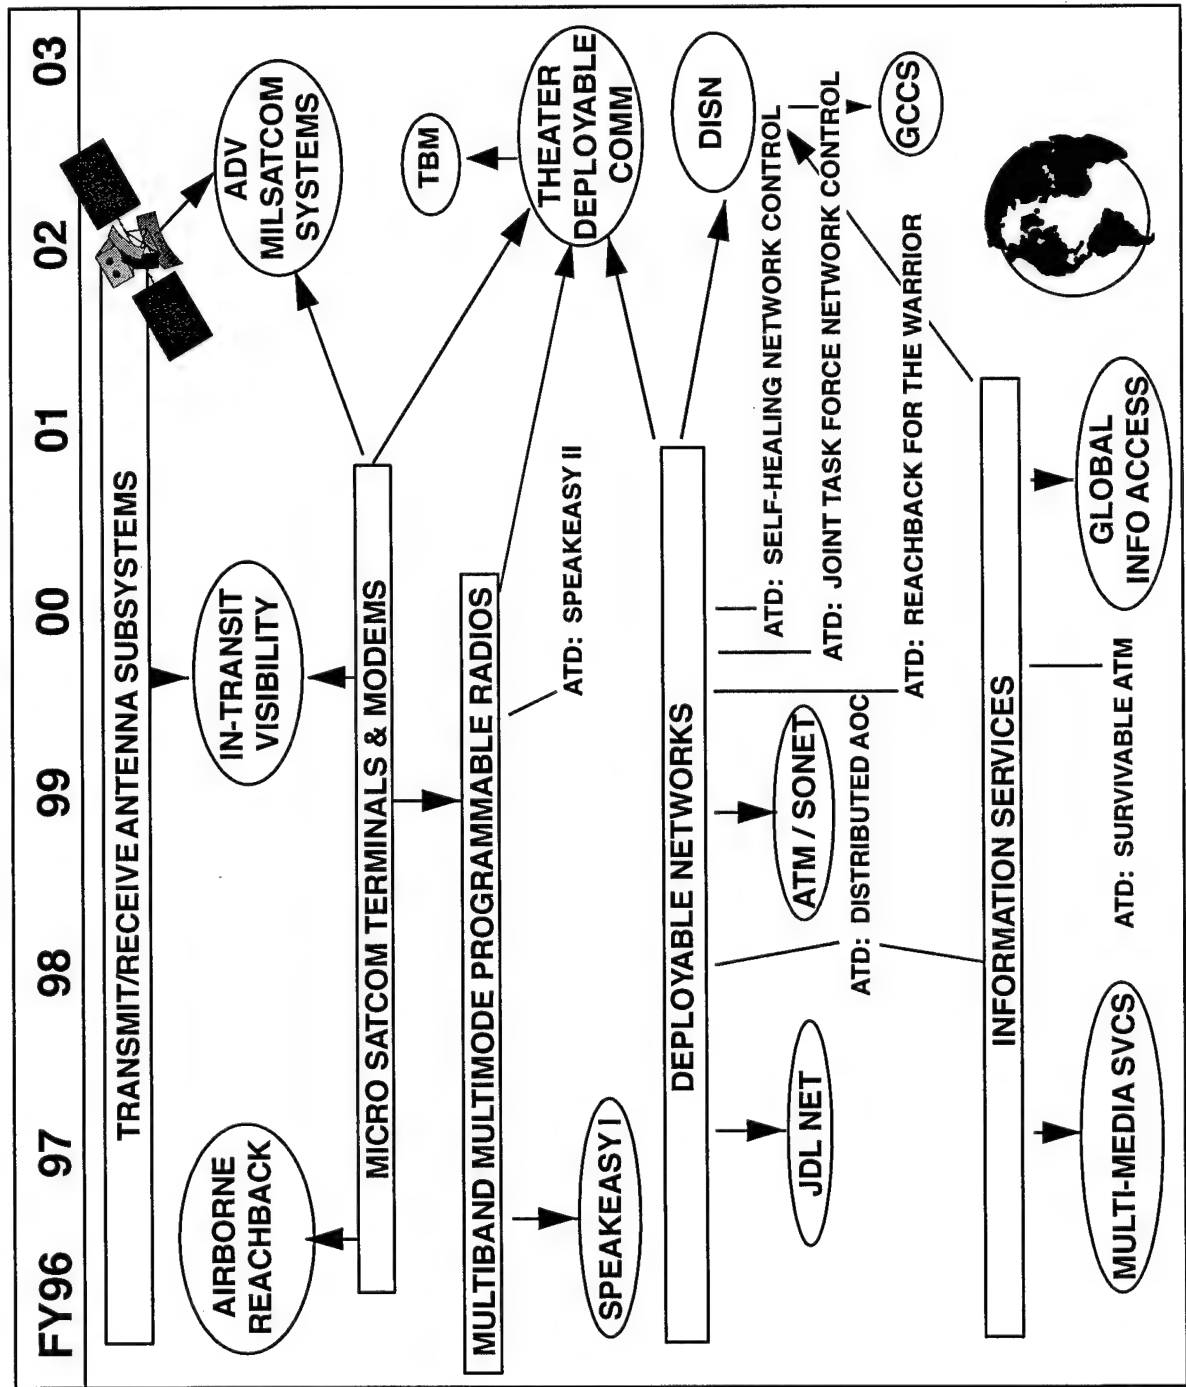 FY96 97 98 99 00 01 02 03
TRANSMIT/RECEIVE ANTENNA SUBSYSTEMS
AIRBORNE
REACHBACK
IN-TRANSIT
VISIBILITY
ADV
MILSATCOM
SYSTEMS
MICRO SATCOM TERMINALS & MODEMS
TBM
MULTIBAND MULTIMODE PROGRAMMABLE RADIOS
THEATER
DEPLOYABLE
COMM
SPEAKEASY I
ATD: SPEAKEASY II
DEPLOYABLE NETWORKS
DISN
JDL NET
ATM / SONET
ATD: SELF-HEALING NETWORK CONTROL
ATD: JOINT TASK FORCE NETWORK CONTROL
ATD: DISTRIBUTED AOC
ATD: REACHBACK FOR THE WARRIOR
GCCS
INFORMATION SERVICES
MULTI-MEDIA SVCS
ATD: SURVIVABLE ATM
GLOBAL
INFO ACCESS